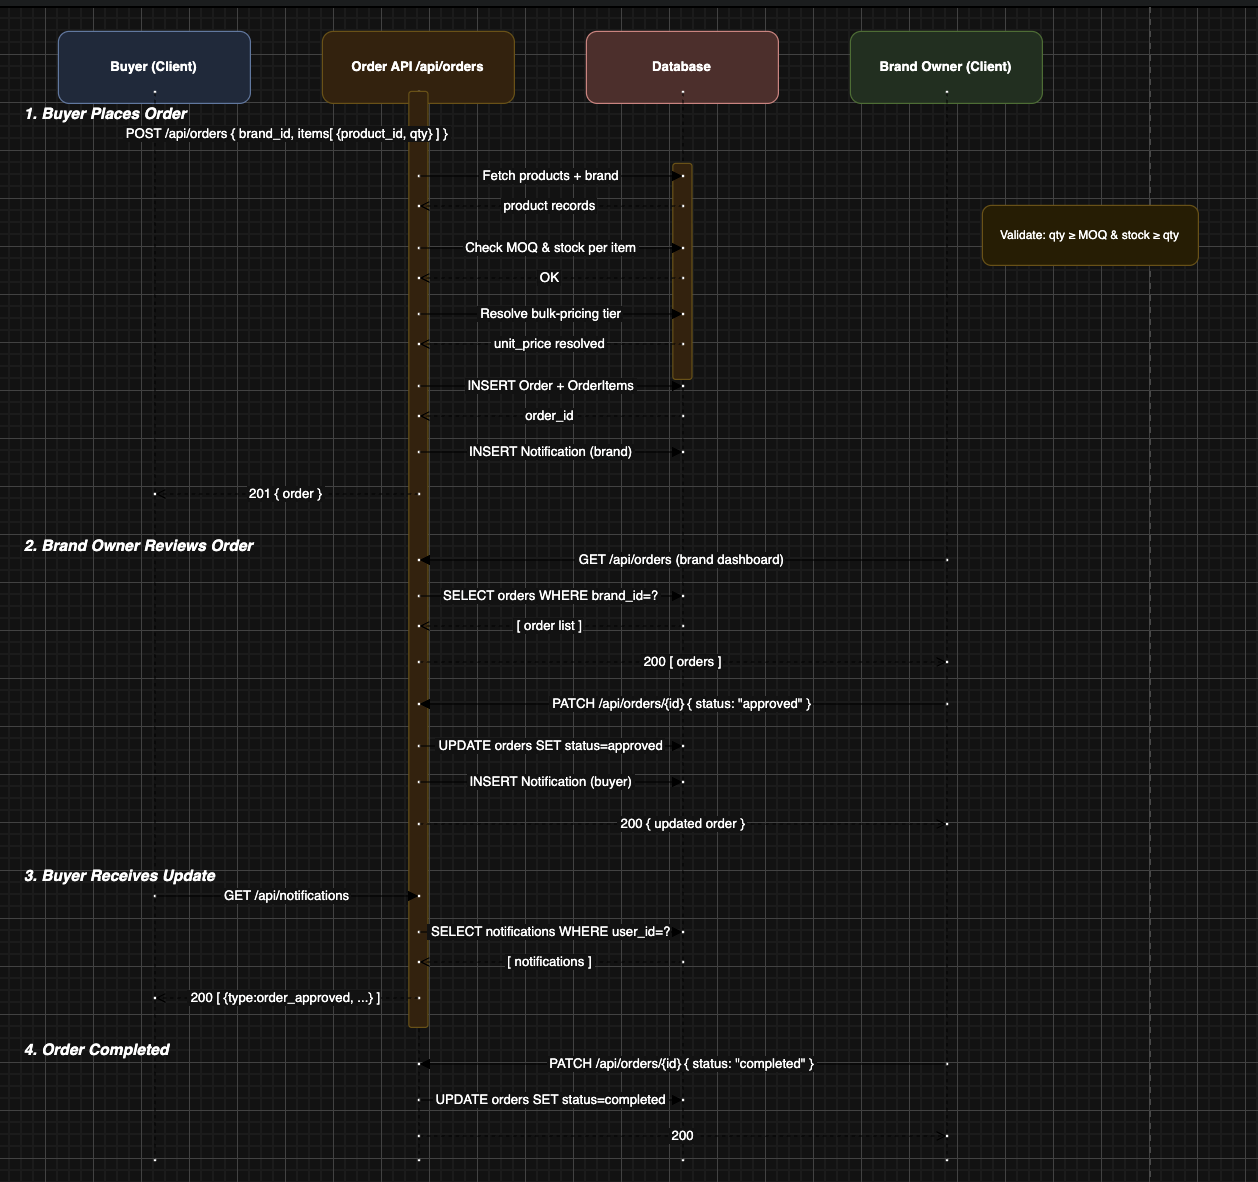 Buyer (Client)
Order API /api/orders
Database
Brand Owner (Client)
1. Buyer Places Order
POST /api/orders { brand_id, items[ {product_id, qty} ] }
Fetch products + brand
product records
Validate: qty ≥ MOQ & stock ≥ qty
Check MOQ & stock per item
OK
Resolve bulk-pricing tier
unit_price resolved
INSERT Order + OrderItems
order_id
INSERT Notification (brand)
201 { order }
2. Brand Owner Reviews Order
GET /api/orders (brand dashboard)
SELECT orders WHERE brand_id=?
[ order list ]
200 [ orders ]
PATCH /api/orders/{id} { status: "approved" }
UPDATE orders SET status=approved
INSERT Notification (buyer)
200 { updated order }
3. Buyer Receives Update
GET /api/notifications
SELECT notifications WHERE user_id=?
[ notifications ]
200 [ {type:order_approved, ...} ]
4. Order Completed
PATCH /api/orders/{id} { status: "completed" }
UPDATE orders SET status=completed
200